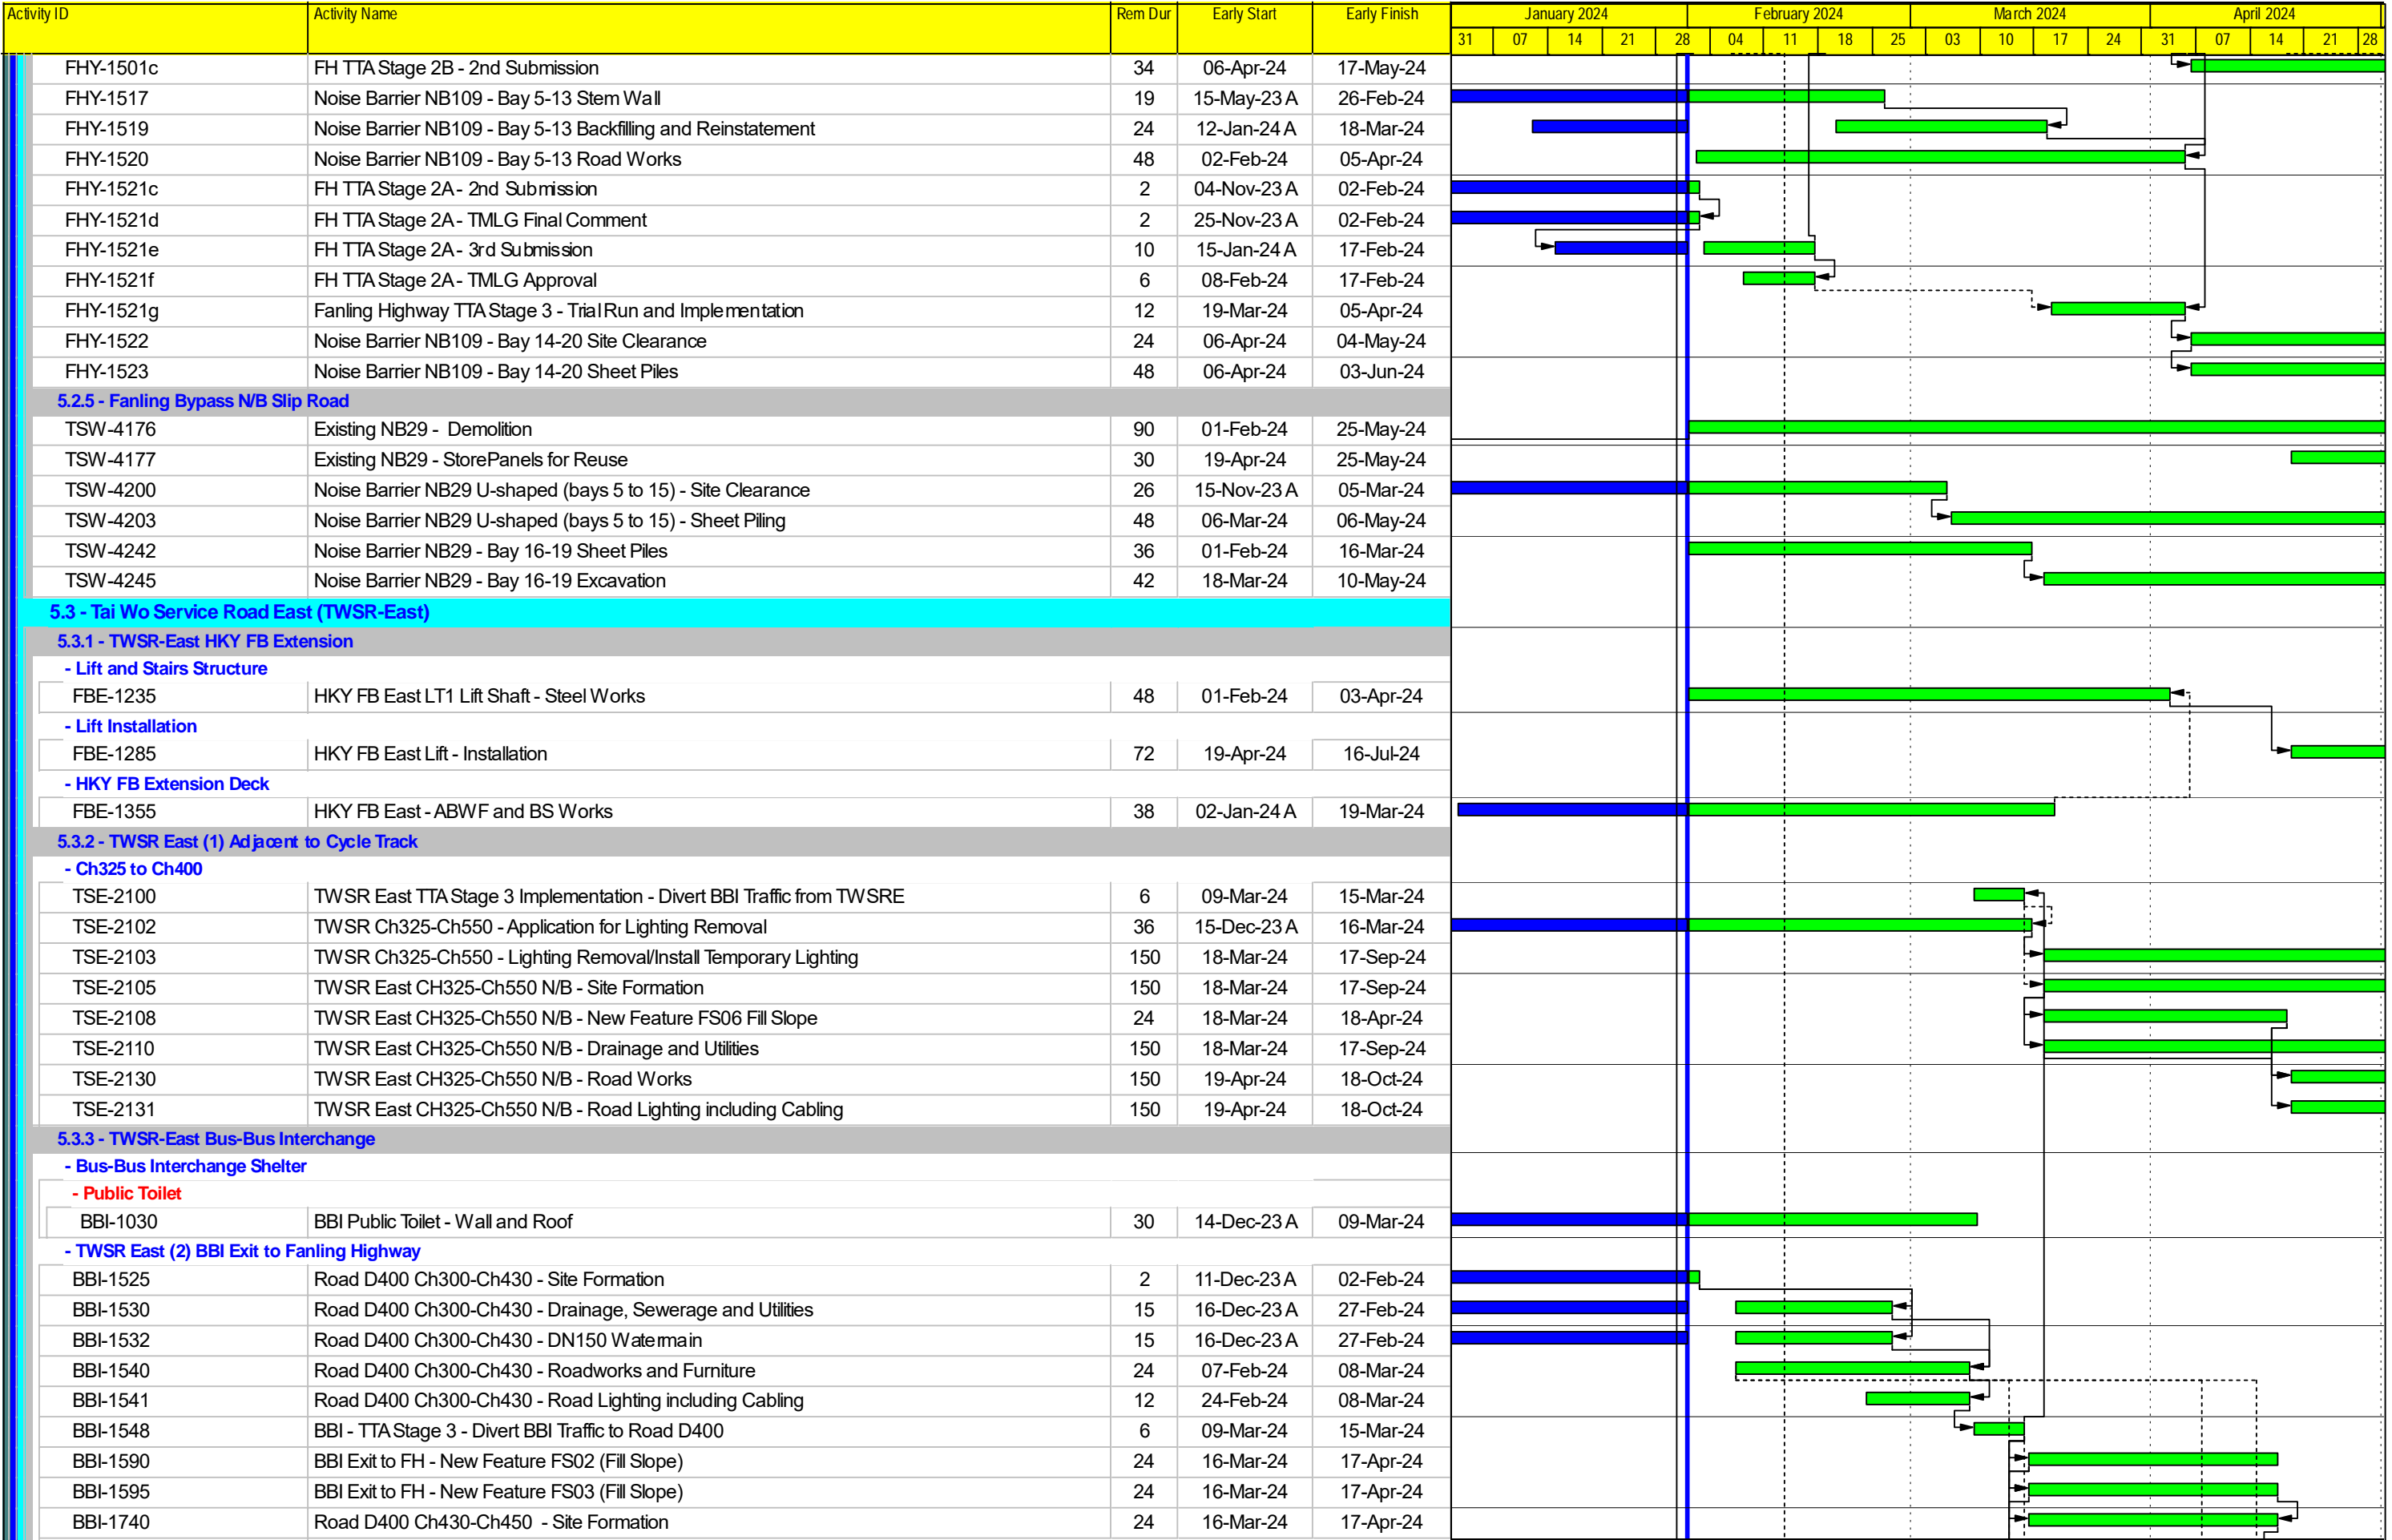 Activity ID Activity Name Rem Dur Early Start Early Finish January 2024 February 2024 March 2024 April 2024
31 07 14 21 28 04 11 18 25 03 10 17 24 31 07 14 21 28
FHY-1501c FH TTA Stage 2B - 2nd Submission 34 06-Apr-24 17-May-24
FHY-1517 Noise Barrier NB109 - Bay 5-13 Stem Wall 19 15-May-23 A 26-Feb-24
FHY-1519 Noise Barrier NB109 - Bay 5-13 Backfilling and Reinstatement 24 12-Jan-24 A 18-Mar-24
FHY-1520 Noise Barrier NB109 - Bay 5-13 Road Works 48 02-Feb-24 05-Apr-24
FHY-1521c FH TTA Stage 2A - 2nd Submission 2 04-Nov-23 A 02-Feb-24
FHY-1521d FH TTA Stage 2A - TMLG Final Comment 2 25-Nov-23 A 02-Feb-24
FHY-1521e FH TTA Stage 2A - 3rd Submission 10 15-Jan-24 A 17-Feb-24
FHY-1521f FH TTA Stage 2A - TMLG Approval 6 08-Feb-24 17-Feb-24
FHY-1521g Fanling Highway TTA Stage 3 - Trial Run and Implementation 12 19-Mar-24 05-Apr-24
FHY-1522 Noise Barrier NB109 - Bay 14-20 Site Clearance 24 06-Apr-24 04-May-24
FHY-1523 Noise Barrier NB109 - Bay 14-20 Sheet Piles 48 06-Apr-24 03-Jun-24
5.2.5 - Fanling Bypass N/B Slip Road
TSW-4176 Existing NB29 - Demolition 90 01-Feb-24 25-May-24
TSW-4177 Existing NB29 - Store Panels for Reuse 30 19-Apr-24 25-May-24
TSW-4200 Noise Barrier NB29 U-shaped (bays 5 to 15) - Site Clearance 26 15-Nov-23 A 05-Mar-24
TSW-4203 Noise Barrier NB29 U-shaped (bays 5 to 15) - Sheet Piling 48 06-Mar-24 06-May-24
TSW-4242 Noise Barrier NB29 - Bay 16-19 Sheet Piles 36 01-Feb-24 16-Mar-24
TSW-4245 Noise Barrier NB29 - Bay 16-19 Excavation 42 18-Mar-24 10-May-24
5.3 - Tai Wo Service Road East (TWSR-East)
5.3.1 - TWSR-East HKY FB Extension
- Lift and Stairs Structure
FBE-1235 HKY FB East LT1 Lift Shaft - Steel Works 48 01-Feb-24 03-Apr-24
- Lift Installation
FBE-1285 HKY FB East Lift - Installation 72 19-Apr-24 16-Jul-24
- HKY FB Extension Deck
FBE-1355 HKY FB East - ABWF and BS Works 38 02-Jan-24 A 19-Mar-24
5.3.2 - TWSR East (1) Adjacent to Cycle Track
- Ch325 to Ch400
TSE-2100 TWSR East TTA Stage 3 Implementation - Divert BBI Traffic from TWSRE 6 09-Mar-24 15-Mar-24
TSE-2102 TWSR Ch325-Ch550 - Application for Lighting Removal 36 15-Dec-23 A 16-Mar-24
TSE-2103 TWSR Ch325-Ch550 - Lighting Removal/Install Temporary Lighting 150 18-Mar-24 17-Sep-24
TSE-2105 TWSR East CH325-Ch550 N/B - Site Formation 150 18-Mar-24 17-Sep-24
TSE-2108 TWSR East CH325-Ch550 N/B - New Feature FS06 Fill Slope 24 18-Mar-24 18-Apr-24
TSE-2110 TWSR East CH325-Ch550 N/B - Drainage and Utilities 150 18-Mar-24 17-Sep-24
TSE-2130 TWSR East CH325-Ch550 N/B - Road Works 150 19-Apr-24 18-Oct-24
TSE-2131 TWSR East CH325-Ch550 N/B - Road Lighting including Cabling 150 19-Apr-24 18-Oct-24
5.3.3 - TWSR-East Bus-Bus Interchange
- Bus-Bus Interchange Shelter
- Public Toilet
BBI-1030 BBI Public Toilet - Wall and Roof 30 14-Dec-23 A 09-Mar-24
- TWSR East (2) BBI Exit to Fanling Highway
BBI-1525 Road D400 Ch300-Ch430 - Site Formation 2 11-Dec-23 A 02-Feb-24
BBI-1530 Road D400 Ch300-Ch430 - Drainage, Sewerage and Utilities 15 16-Dec-23 A 27-Feb-24
BBI-1532 Road D400 Ch300-Ch430 - DN150 Watermain 15 16-Dec-23 A 27-Feb-24
BBI-1540 Road D400 Ch300-Ch430 - Roadworks and Furniture 24 07-Feb-24 08-Mar-24
BBI-1541 Road D400 Ch300-Ch430 - Road Lighting including Cabling 12 24-Feb-24 08-Mar-24
BBI-1548 BBI - TTA Stage 3 - Divert BBI Traffic to Road D400 6 09-Mar-24 15-Mar-24
BBI-1590 BBI Exit to FH - New Feature FS02 (Fill Slope) 24 16-Mar-24 17-Apr-24
BBI-1595 BBI Exit to FH - New Feature FS03 (Fill Slope) 24 16-Mar-24 17-Apr-24
BBI-1740 Road D400 Ch430-Ch450 - Site Formation 24 16-Mar-24 17-Apr-24